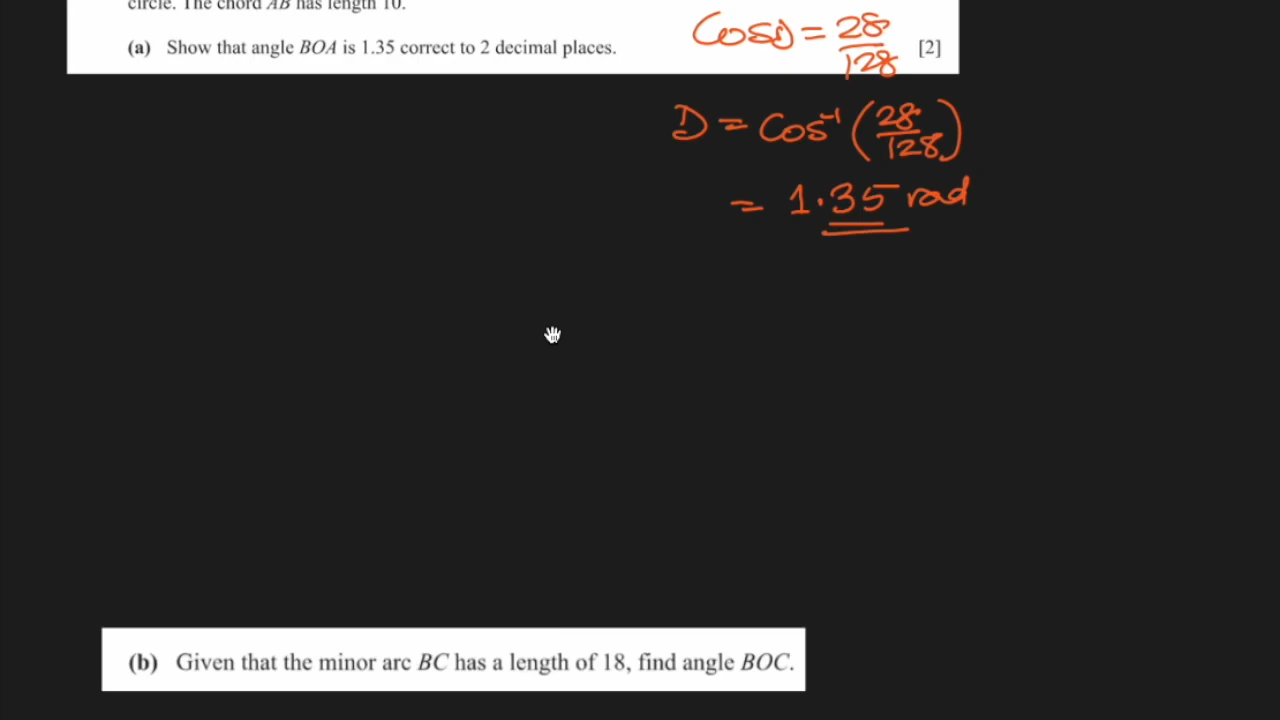 circle. The chord AB has length 10.
(a) Show that angle BOA is 1.35 correct to 2 decimal places. [2]
CosD = 28/128
D = Cos⁻¹ (28/128)
= 1.35 rad
(b) Given that the minor arc BC has a length of 18, find angle BOC.